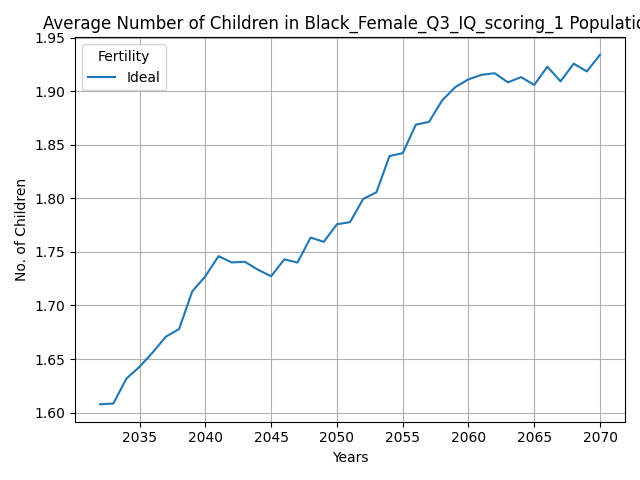 Average Number of Children in Black_Female_Q3_IQ_scoring_1 Populatio
1.95
1.90
1.85
1.80
1.75
1.70
1.65
1.60
No. of Children
Fertility
Ideal
2035 2040 2045 2050 2055 2060 2065 2070
Years